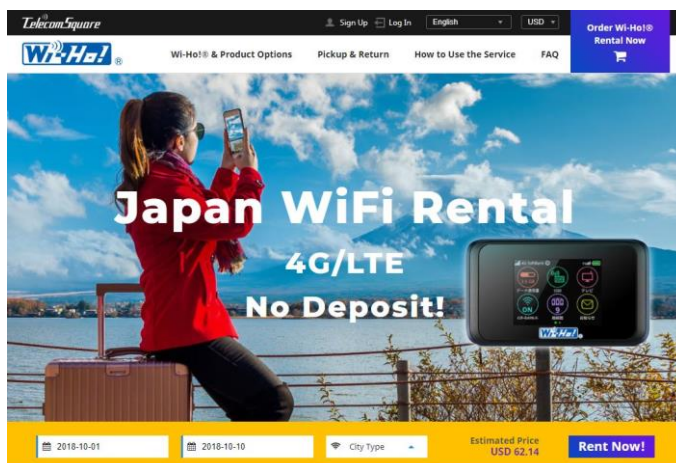 TelecomSquare
Sign Up Log In English USD
Order Wi-Ho!®
Rental Now
Wi-Ho!®
Wi-Ho!® & Product Options Pickup & Return How to Use the Service FAQ
Japan WiFi Rental
4G/LTE
No Deposit!
ON
9
Wi-Ho!®
2018-10-01 2018-10-10 City Type
Estimated Price
USD 62.14
Rent Now!